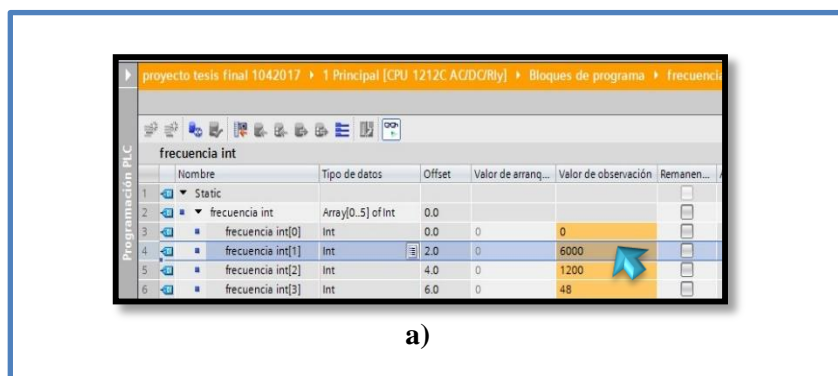 proyecto tesis final 1042017 ▸ 1 Principal [CPU 1212C AC/DC/Rly] ▸ Bloques de programa ▸ frecuencia
frecuencia int
Programación PLC
Nombre Tipo de datos Offset Valor de arranq... Valor de observación Remanen...
1 Static
2 frecuencia int Array[0..5] of Int 0.0
3 frecuencia int[0] Int 0.0 0 0
4 frecuencia int[1] Int 2.0 0 6000
5 frecuencia int[2] Int 4.0 0 1200
6 frecuencia int[3] Int 6.0 0 48
a)